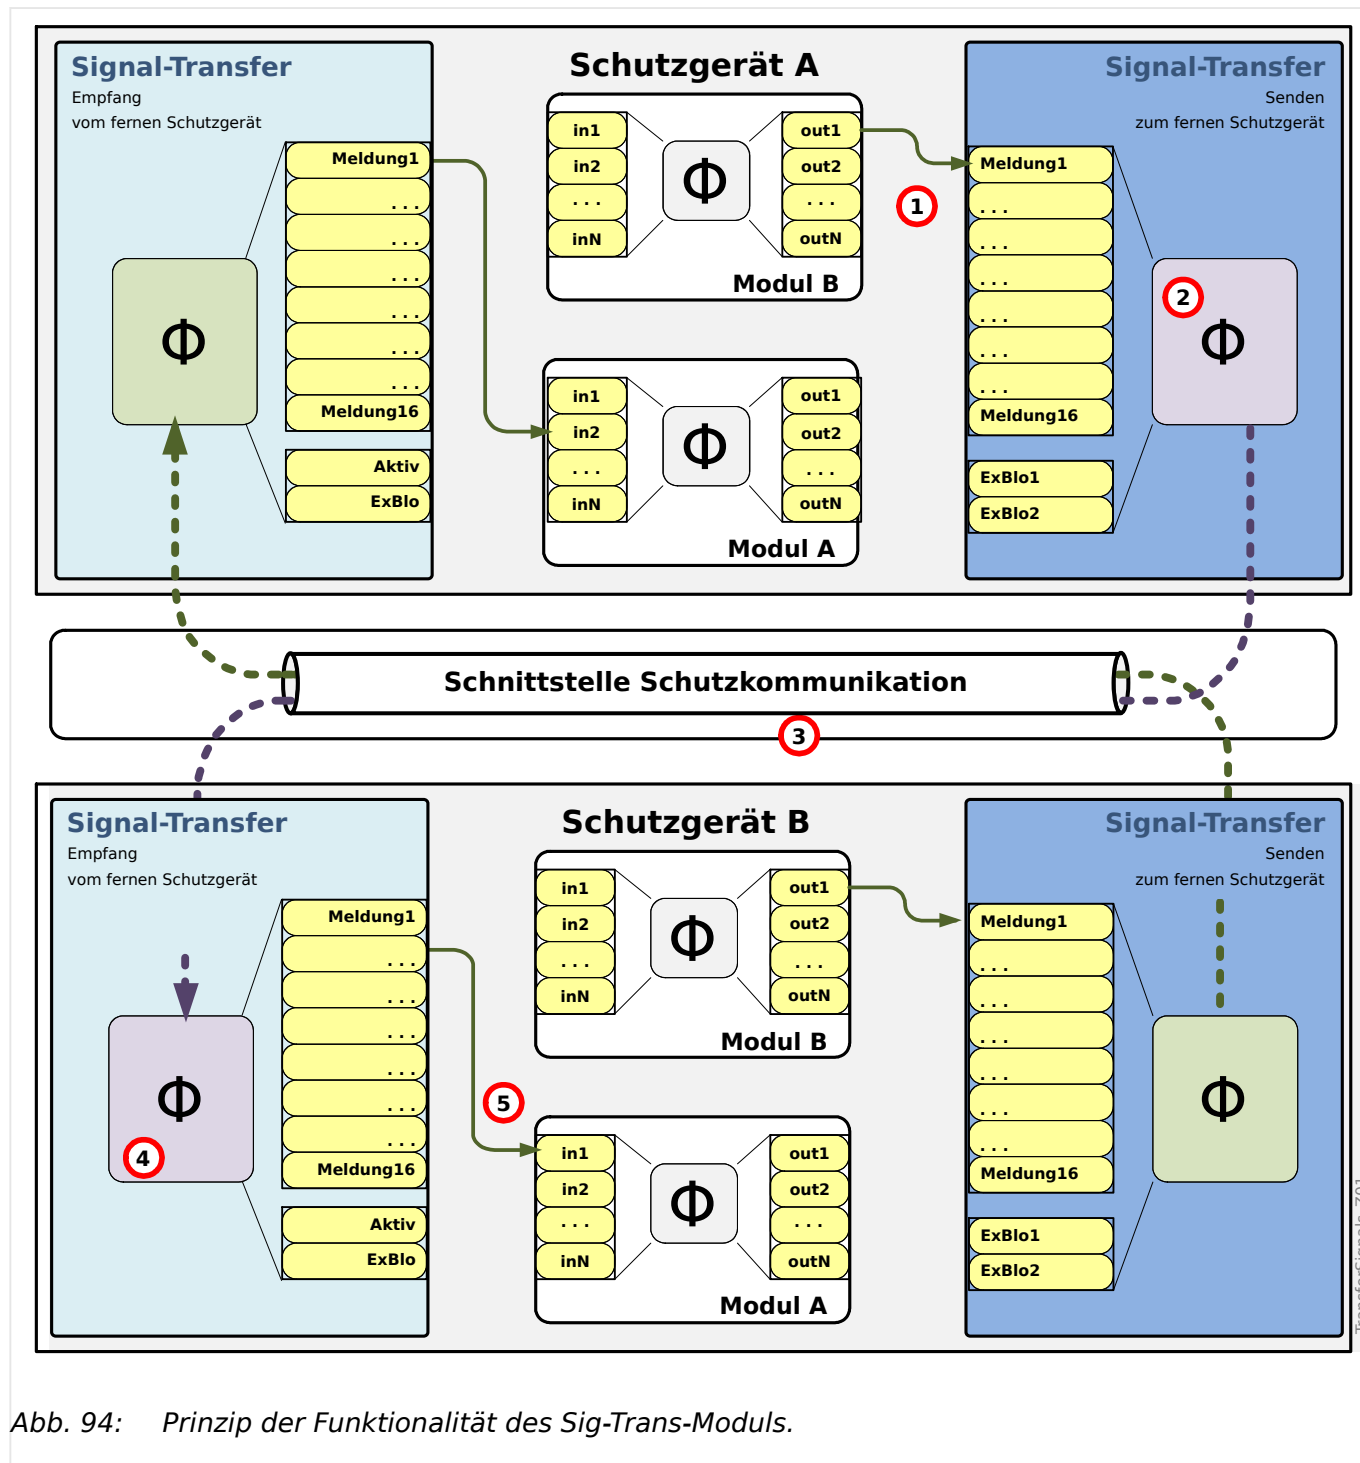 Signal-Transfer
Empfang
vom fernen Schutzgerät
Meldung1
...
...
...
...
...
...
Meldung16
Aktiv
ExBlo
Φ
Schutzgerät A
in1
in2
...
inN
Φ
out1
out2
...
outN
Modul B
in1
in2
...
inN
Φ
out1
out2
...
outN
Modul A
1
Signal-Transfer
Senden
zum fernen Schutzgerät
Meldung1
...
...
...
...
...
...
Meldung16
ExBlo1
ExBlo2
2
Φ
Schnittstelle Schutzkommunikation
3
Signal-Transfer
Empfang
vom fernen Schutzgerät
Meldung1
...
...
...
...
...
...
Meldung16
Aktiv
ExBlo
Φ
4
Schutzgerät B
in1
in2
...
inN
Φ
out1
out2
...
outN
Modul B
5
in1
in2
...
inN
Φ
out1
out2
...
outN
Modul A
Signal-Transfer
Senden
zum fernen Schutzgerät
Meldung1
...
...
...
...
...
...
Meldung16
ExBlo1
ExBlo2
Φ
Abb. 94: Prinzip der Funktionalität des Sig-Trans-Moduls.